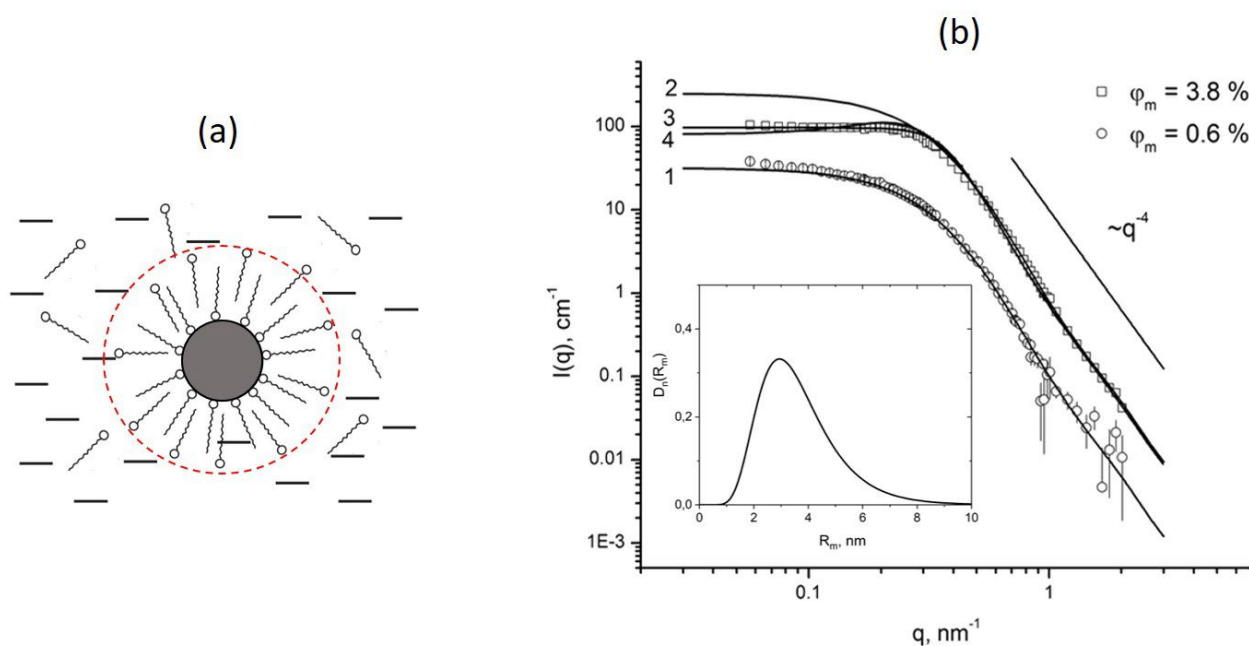 (a)
(b)
□ φm = 3.8 %
○ φm = 0.6 %
2
3
4
1
~q-4
100
10
1
0.1
0.01
1E-3
I(q), cm-1
0.1
1
q, nm-1
0,4
0,2
0,0
Dn(Rm)
0
2
4
6
8
10
Rm, nm